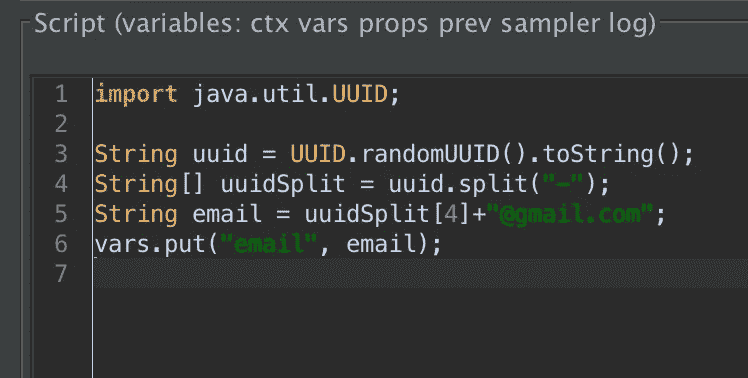 Script (variables: ctx vars props prev sampler log)
1 import java.util.UUID;
2
3 String uuid = UUID.randomUUID().toString();
4 String[] uuidSplit = uuid.split("-");
5 String email = uuidSplit[4]+"@gmail.com";
6 vars.put("email", email);
7